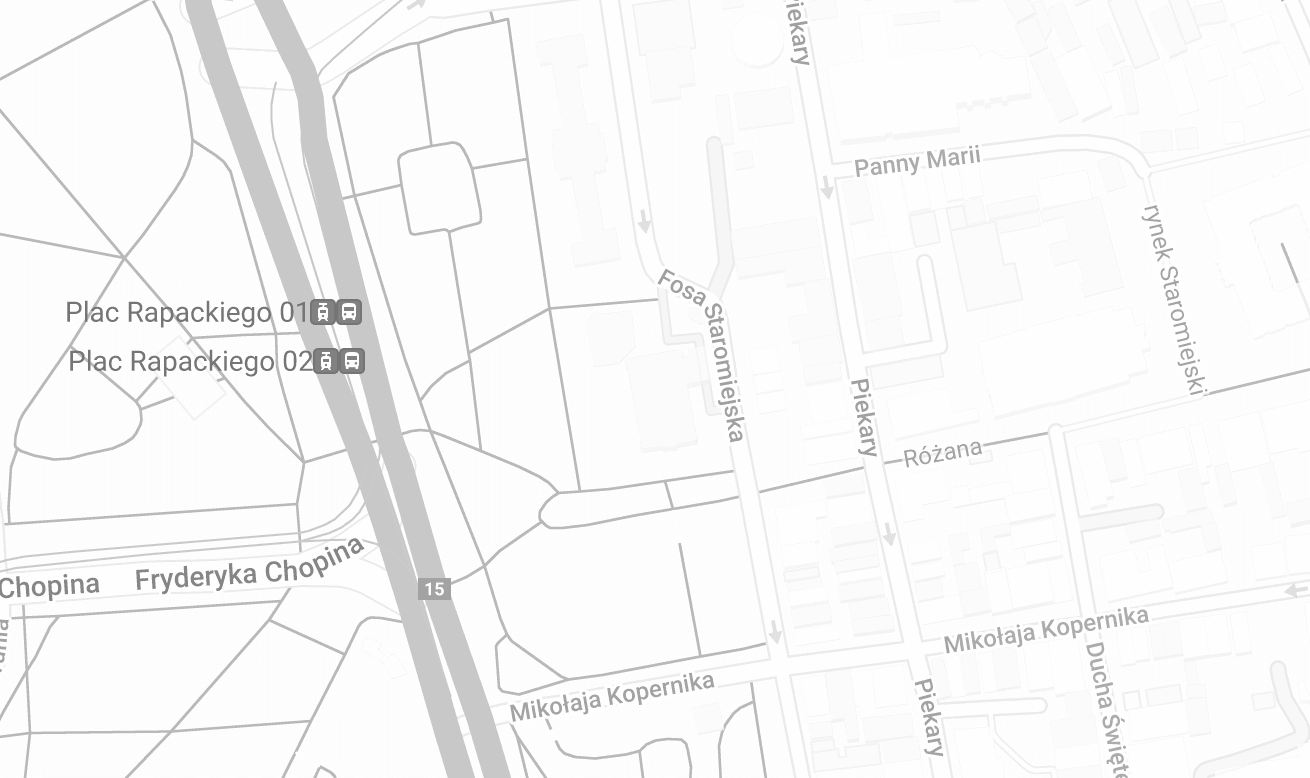 Piekary
Panny Marii
rynek Staromiejski
Fosa Staromiejska
Plac Rapackiego 01
Plac Rapackiego 02
Piekary
Różana
Chopina
Fryderyka Chopina
15
Mikołaja Kopernika
Mikołaja Kopernika
Ducha Święte
Piekary